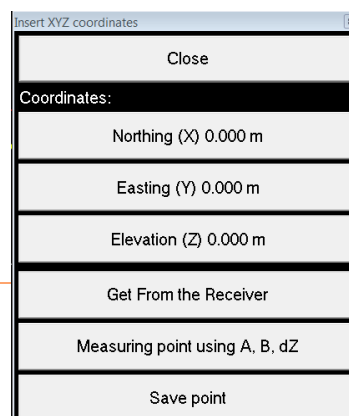 Insert XYZ coordinates
Close
Coordinates:
Northing (X) 0.000 m
Easting (Y) 0.000 m
Elevation (Z) 0.000 m
Get From the Receiver
Measuring point using A, B, dZ
Save point